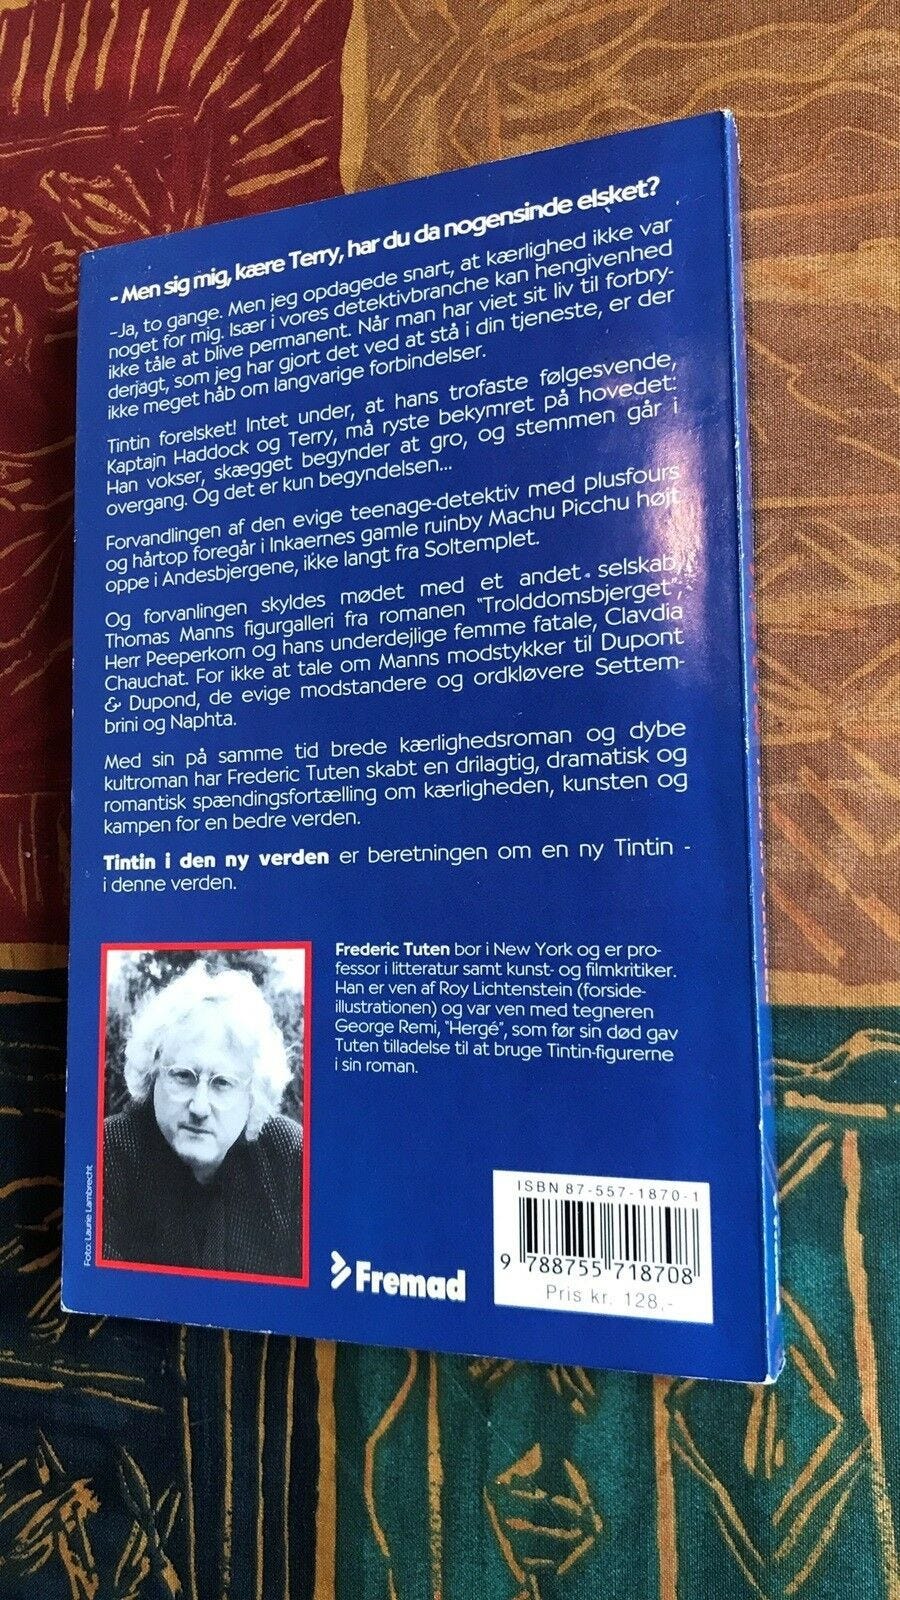 - Men sig mig, kære Terry, har du da nogensinde elsket?
-Ja, to gange. Men jeg opdagede snart, at kærlighed ikke var
noget for mig. Især i vores detektivbranche kan hengivenhed
ikke tåle at blive permanent. Når man har viet sit liv til forbry-
derjagt, som jeg har gjort det ved at stå i din tjeneste, er der
ikke meget håb om langvarige forbindelser.
Tintin forelsket! Intet under, at hans trofaste følgesvende,
Kaptajn Haddock og Terry, må ryste bekymret på hovedet:
Han vokser, skægget begynder at gro, og stemmen går i
overgang. Og det er kun begyndelsen...
Forvandlingen af den evige teenage-detektiv med plusfours
og hårtop foregår i Inkaernes gamle ruinby Machu Picchu højt
oppe i Andesbjergene, ikke langt fra Soltemplet.
Og forvanlingen skyldes mødet med et andet selskab,
Thomas Manns figurgalleri fra romanen "Trolddomsbjerget",
Herr Peeperkorn og hans underdejlige femme fatale, Clavdia
Chauchat. For ikke at tale om Manns modstykker til Dupont
& Dupond, de evige modstandere og ordkløvere Settem-
brini og Naphta.
Med sin på samme tid brede kærlighedsroman og dybe
kultroman har Frederic Tuten skabt en drilagtig, dramatisk og
romantisk spændingsfortælling om kærligheden, kunsten og
kampen for en bedre verden.
Tintin i den ny verden er beretningen om en ny Tintin -
i denne verden.
Frederic Tuten bor i New York og er pro-
fessor i litteratur samt kunst- og filmkritiker.
Han er ven af Roy Lichtenstein (forside-
illustrationen) og var ven med tegneren
George Remi, "Hergé", som før sin død gav
Tuten tilladelse til at bruge Tintin-figurerne
i sin roman.
Foto: Laurie Lambrecht
Fremad
ISBN 87-557-1870-1
9 788755 718708
Pris kr. 128,-